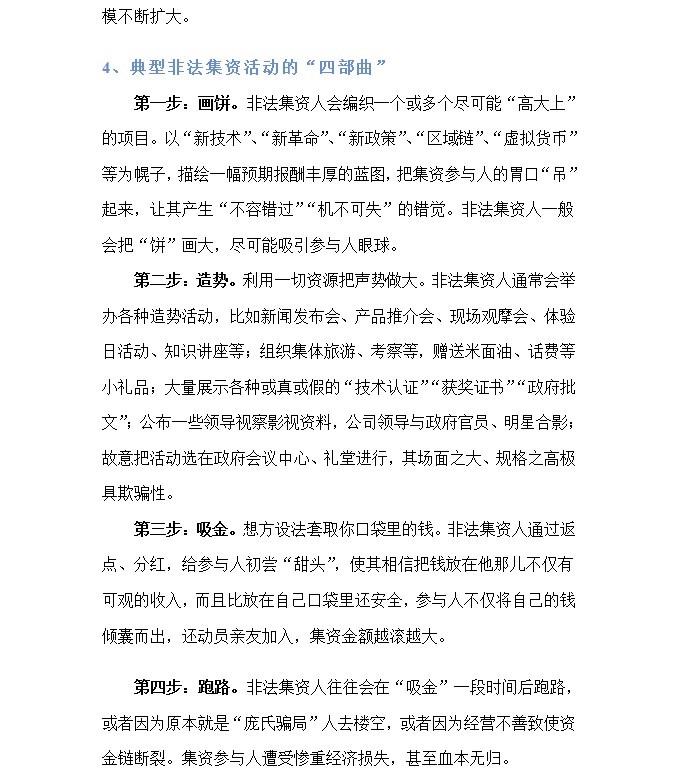 模不断扩大。
4、典型非法集资活动的“四部曲”
第一步：画饼。非法集资人会编织一个或多个尽可能“高大上”
的项目。以“新技术”、“新革命”、“新政策”、“区域链”、“虚拟货币”
等为幌子，描绘一幅预期报酬丰厚的蓝图，把集资参与人的胃口“吊”
起来，让其产生“不容错过”“机不可失”的错觉。非法集资人一般
会把“饼”画大，尽可能吸引参与人眼球。
第二步：造势。利用一切资源把声势做大。非法集资人通常会举
办各种造势活动，比如新闻发布会、产品推介会、现场观摩会、体验
日活动、知识讲座等；组织集体旅游、考察等，赠送米面油、话费等
小礼品；大量展示各种或真或假的“技术认证”“获奖证书”“政府批
文”；公布一些领导视察影视资料，公司领导与政府官员、明星合影；
故意把活动选在政府会议中心、礼堂进行，其场面之大、规格之高极
具欺骗性。
第三步：吸金。想方设法套取你口袋里的钱。非法集资人通过返
点、分红，给参与人初尝“甜头”，使其相信把钱放在他那儿不仅有
可观的收入，而且比放在自己口袋里还安全，参与人不仅将自己的钱
倾囊而出，还动员亲友加入，集资金额越滚越大。
第四步：跑路。非法集资人往往会在“吸金”一段时间后跑路，
或者因为原本就是“庞氏骗局”人去楼空，或者因为经营不善致使资
金链断裂。集资参与人遭受惨重经济损失，甚至血本无归。